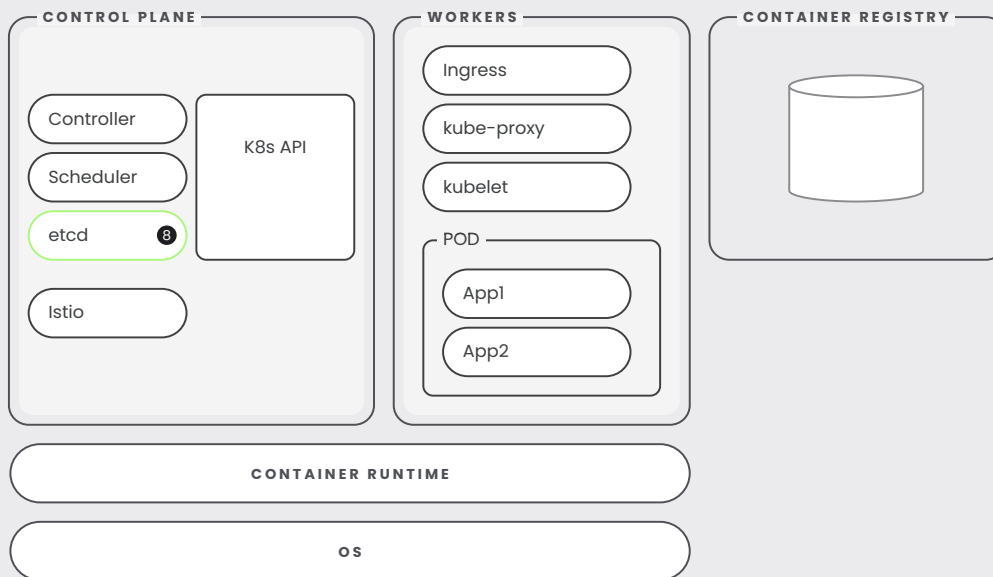 CONTROL PLANE
Controller
Scheduler
etcd 8
Istio
K8s API
WORKERS
Ingress
kube-proxy
kubelet
POD
App1
App2
CONTAINER REGISTRY
CONTAINER RUNTIME
OS